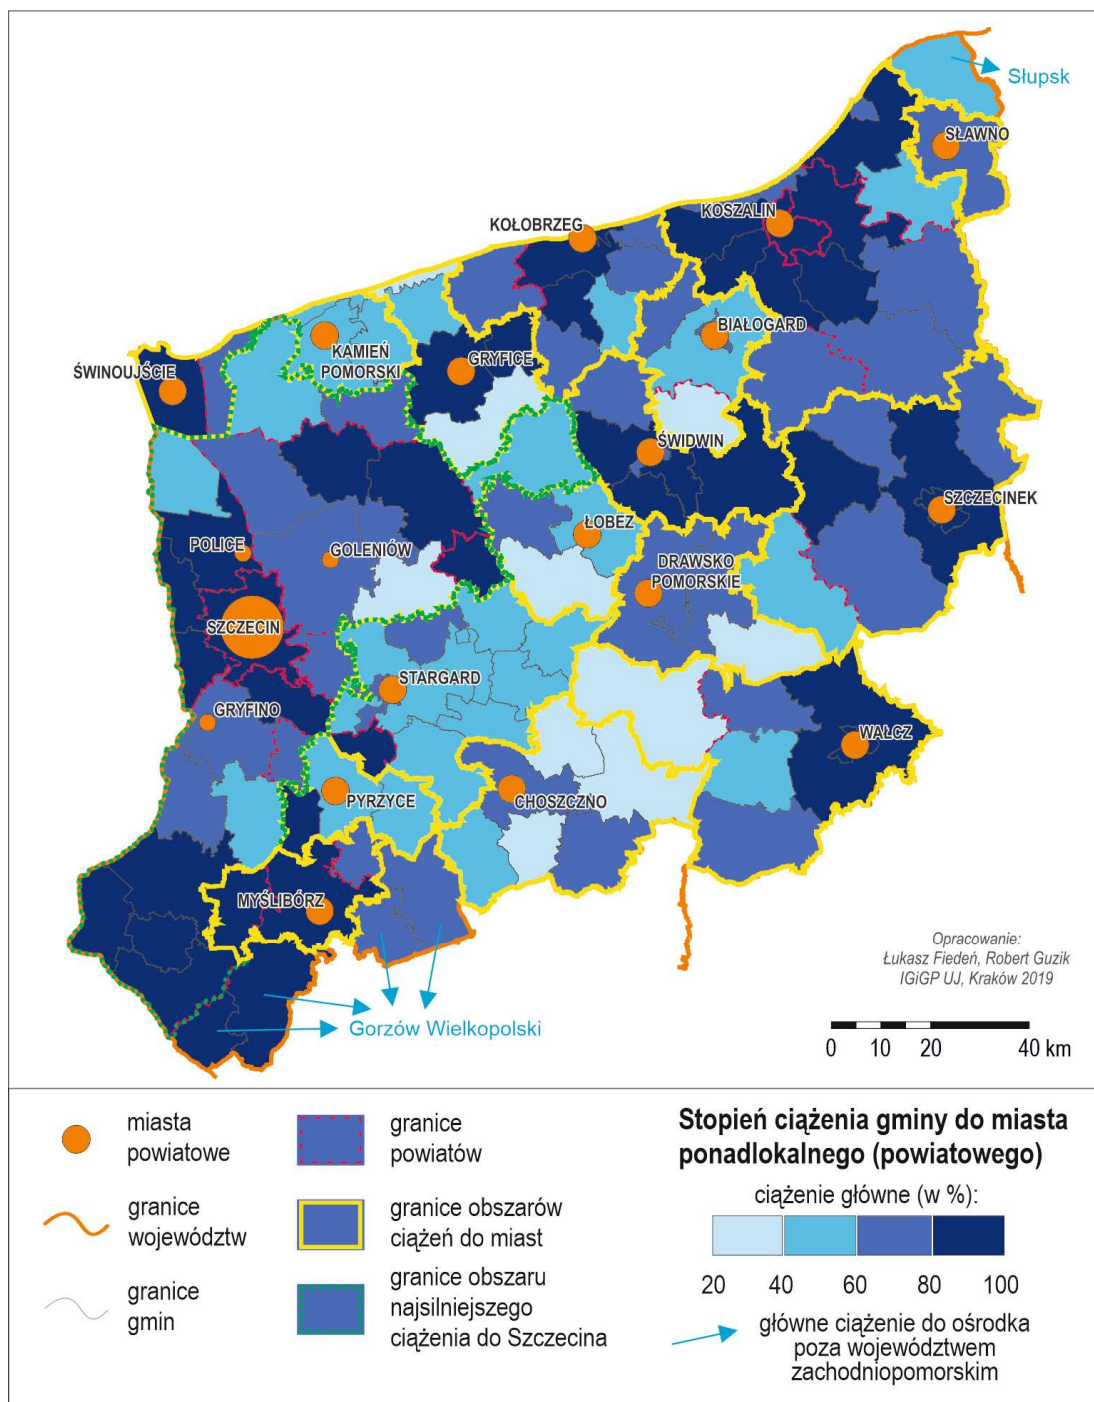 Słupsk
SŁAWNO
KOSZALIN
KOŁOBRZEG
BIAŁOGARD
KAMIEŃ
POMORSKI
GRYFICE
ŚWINOUJŚCIE
ŚWIDWIN
SZCZECINEK
ŁOBEZ
POLICE
GOLENIÓW
DRAWSKO
POMORSKIE
SZCZECIN
STARGARD
GRYFINO
WAŁCZ
PYRZYCE
CHOSZCZNO
MYŚLIBÓRZ
Gorzów Wielkopolski
Opracowanie:
Łukasz Fiedeń, Robert Guzik
IGiGP UJ, Kraków 2019
0 10 20 40 km
miasta
powiatowe
granice
województw
granice
gmin
granice
powiatów
granice obszarów
ciążeń do miast
granice obszaru
najsilniejszego
ciążenia do Szczecina
Stopień ciążenia gminy do miasta
ponadlokalnego (powiatowego)
ciążenie główne (w %):
20 40 60 80 100
główne ciążenie do ośrodka
poza województwem
zachodniopomorskim